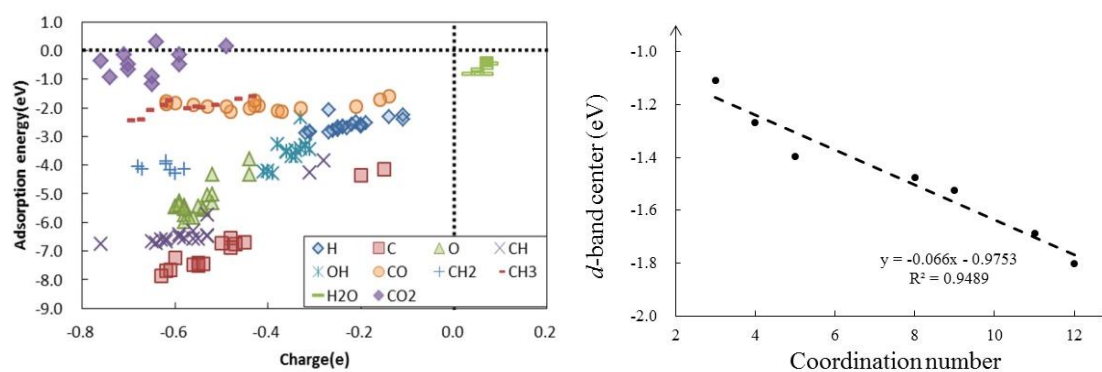 1.0
0.0
-1.0
-2.0
-3.0
-4.0
-5.0
-6.0
-7.0
-8.0
-9.0
Adsorption energy(eV)
H C O CH
OH CO CH2 CH3
H2O CO2
-0.8 -0.6 -0.4 -0.2 0.0 0.2
Charge(e)
-1.0
-1.2
-1.4
-1.6
-1.8
-2.0
d-band center (eV)
y = -0.066x - 0.9753
R² = 0.9489
2 4 6 8 10 12
Coordination number